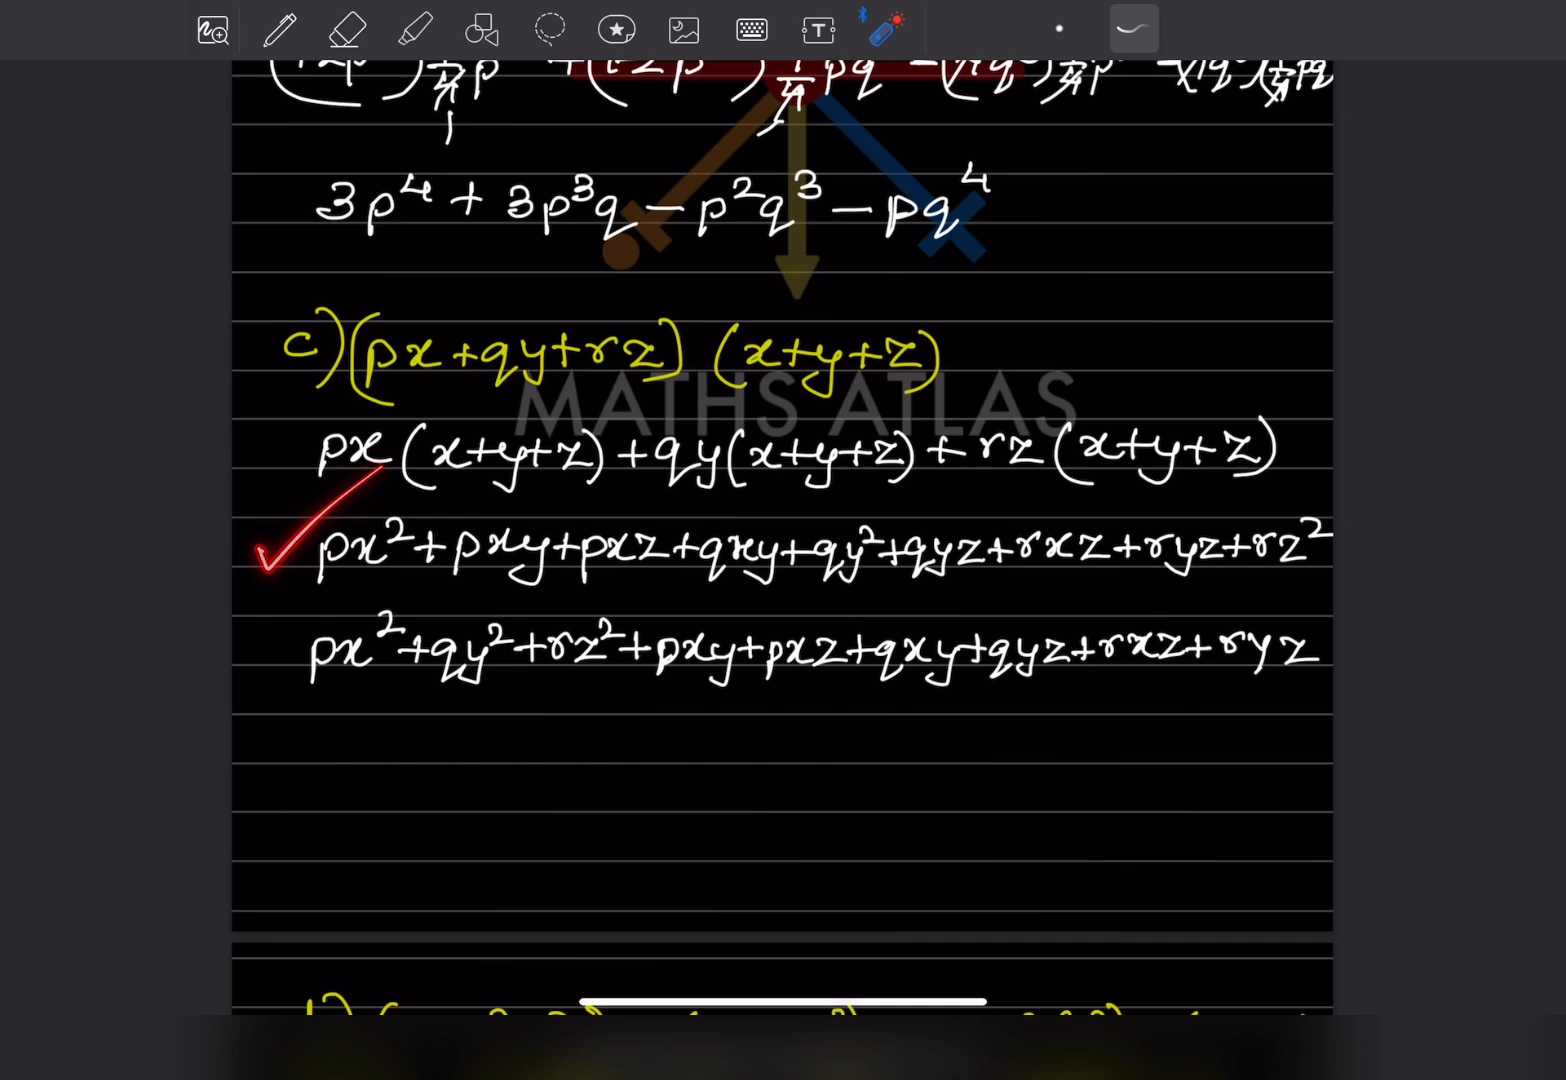 3p⁴ + 3p³q – p²q³ – pq⁴
c) (px+qy+rz) (x+y+z)
MATHS ATLAS
px (x+y+z) + qy(x+y+z) + rz (x+y+z)
px²+pxy+pxz+qxy+qy²+qyz+rxz+ryz+rz²
px²+qy²+rz²+pxy+pxz+qxy+qyz+rxz+ryz